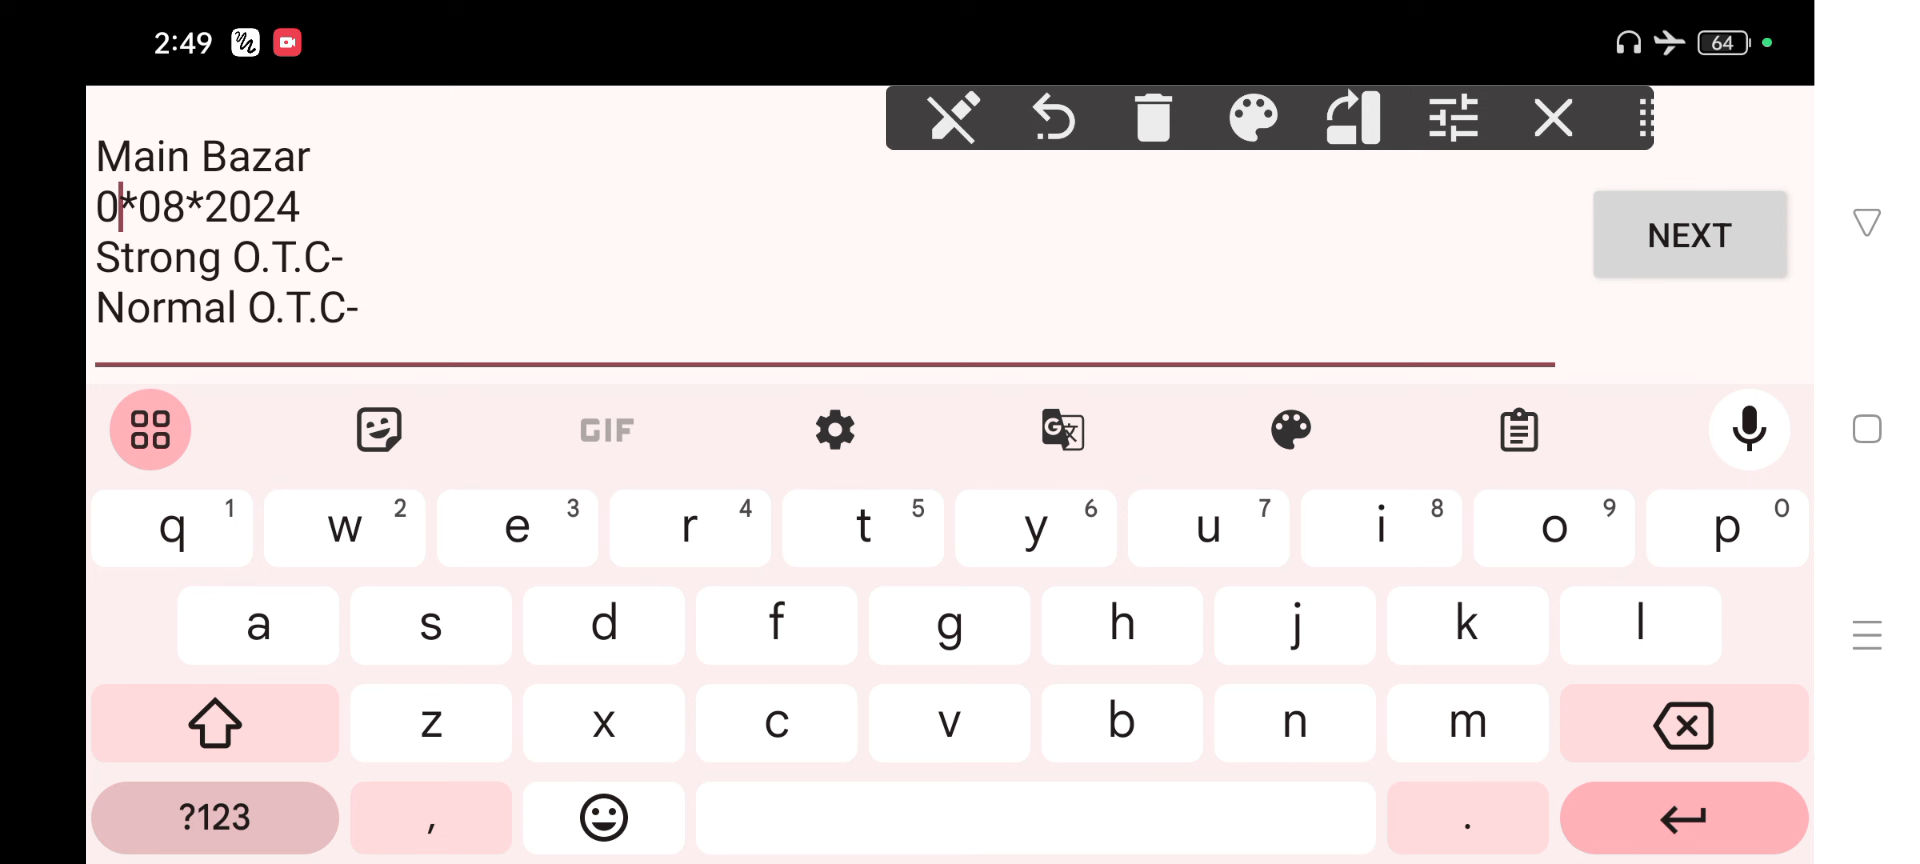 2:49
64
Main Bazar
0*08*2024
Strong O.T.C-
Normal O.T.C-
NEXT
GIF
G 文
q 1 w 2 e 3 r 4 t 5 y 6 u 7 i 8 o 9 p 0
a s d f g h j k l
z x c v b n m
?123 , .